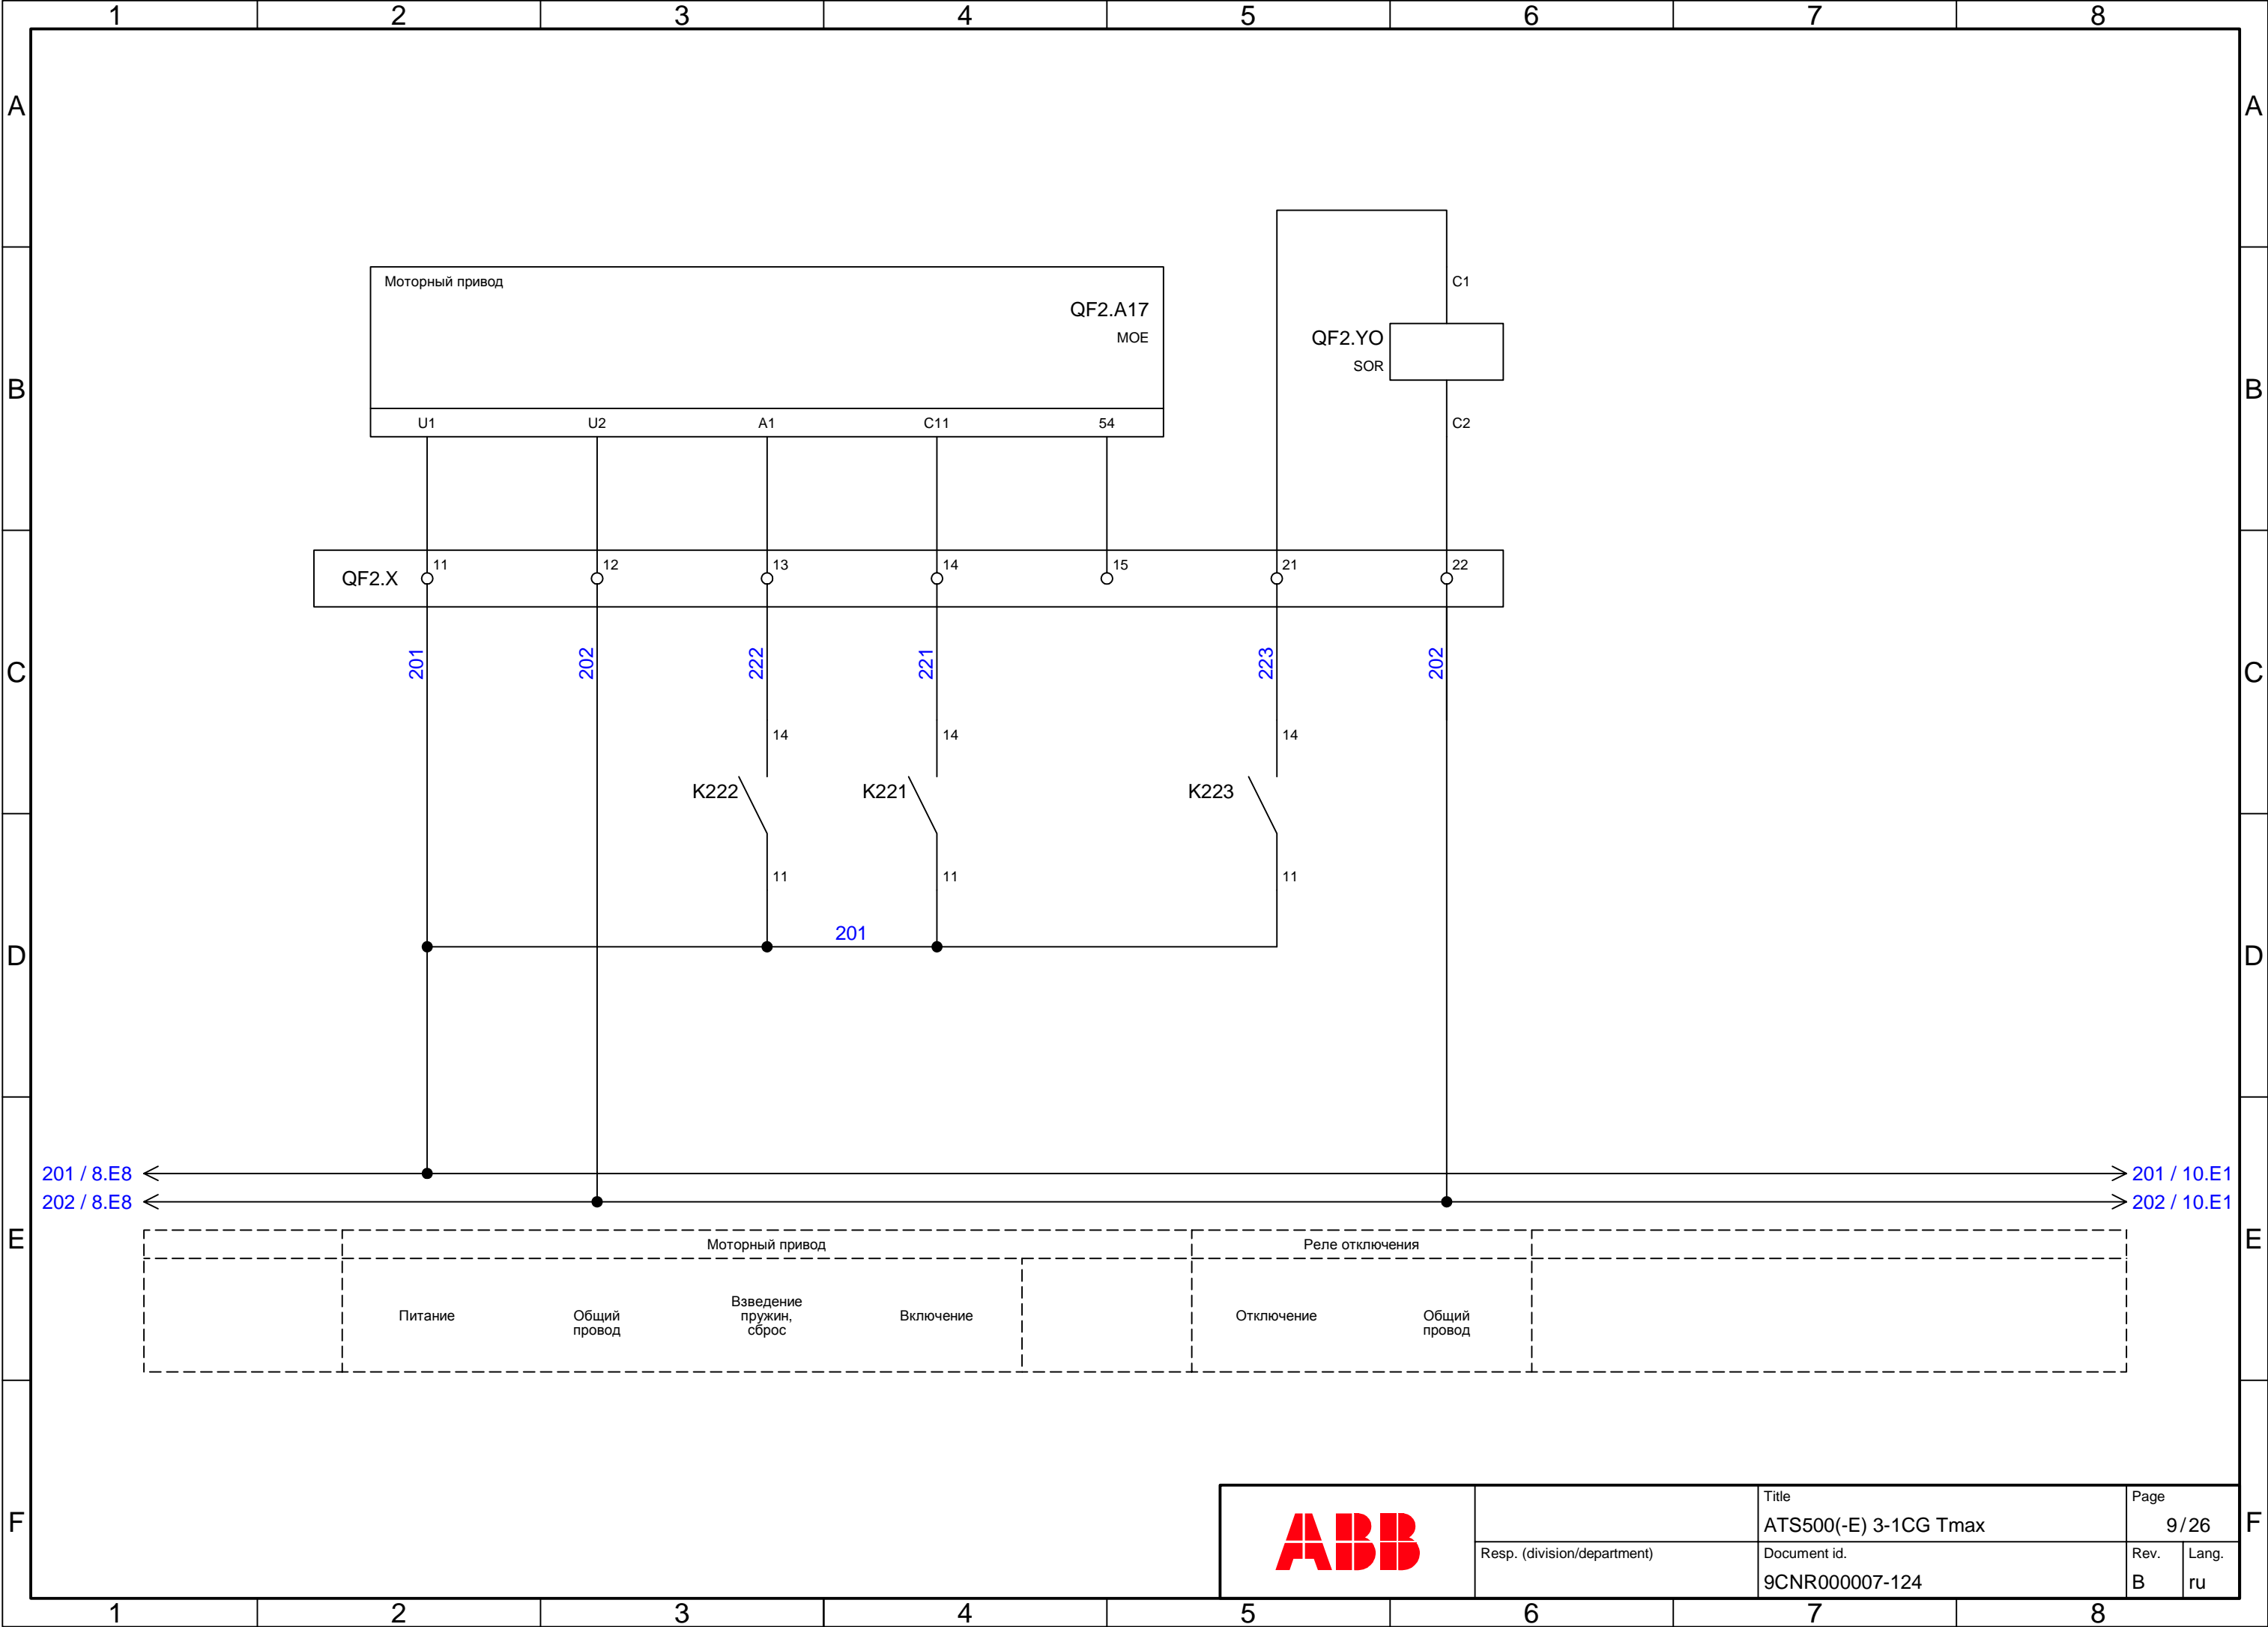 1 2 3 4 5 6 7 8
A A
Моторный привод
QF2.A17
MOE
C1
QF2.YO
SOR
B B
U1 U2 A1 C11 54
C2
QF2.X 11 12 13 14 15 21 22
201 202 222 221 223 202
C C
14 14 14
K222 K221 K223
11 11 11
201
D D
201 / 8.E8 201 / 10.E1
202 / 8.E8 202 / 10.E1
E E
Моторный привод Реле отключения
Питание
Общий
провод
Взведение
пружин,
сброс
Включение
Отключение
Общий
провод
F F
ABB
Title
ATS500(-E) 3-1CG Tmax
Page
9/26
Resp. (division/department)
Document id.
9CNR000007-124
Rev.
B
Lang.
ru
1 2 3 4 5 6 7 8